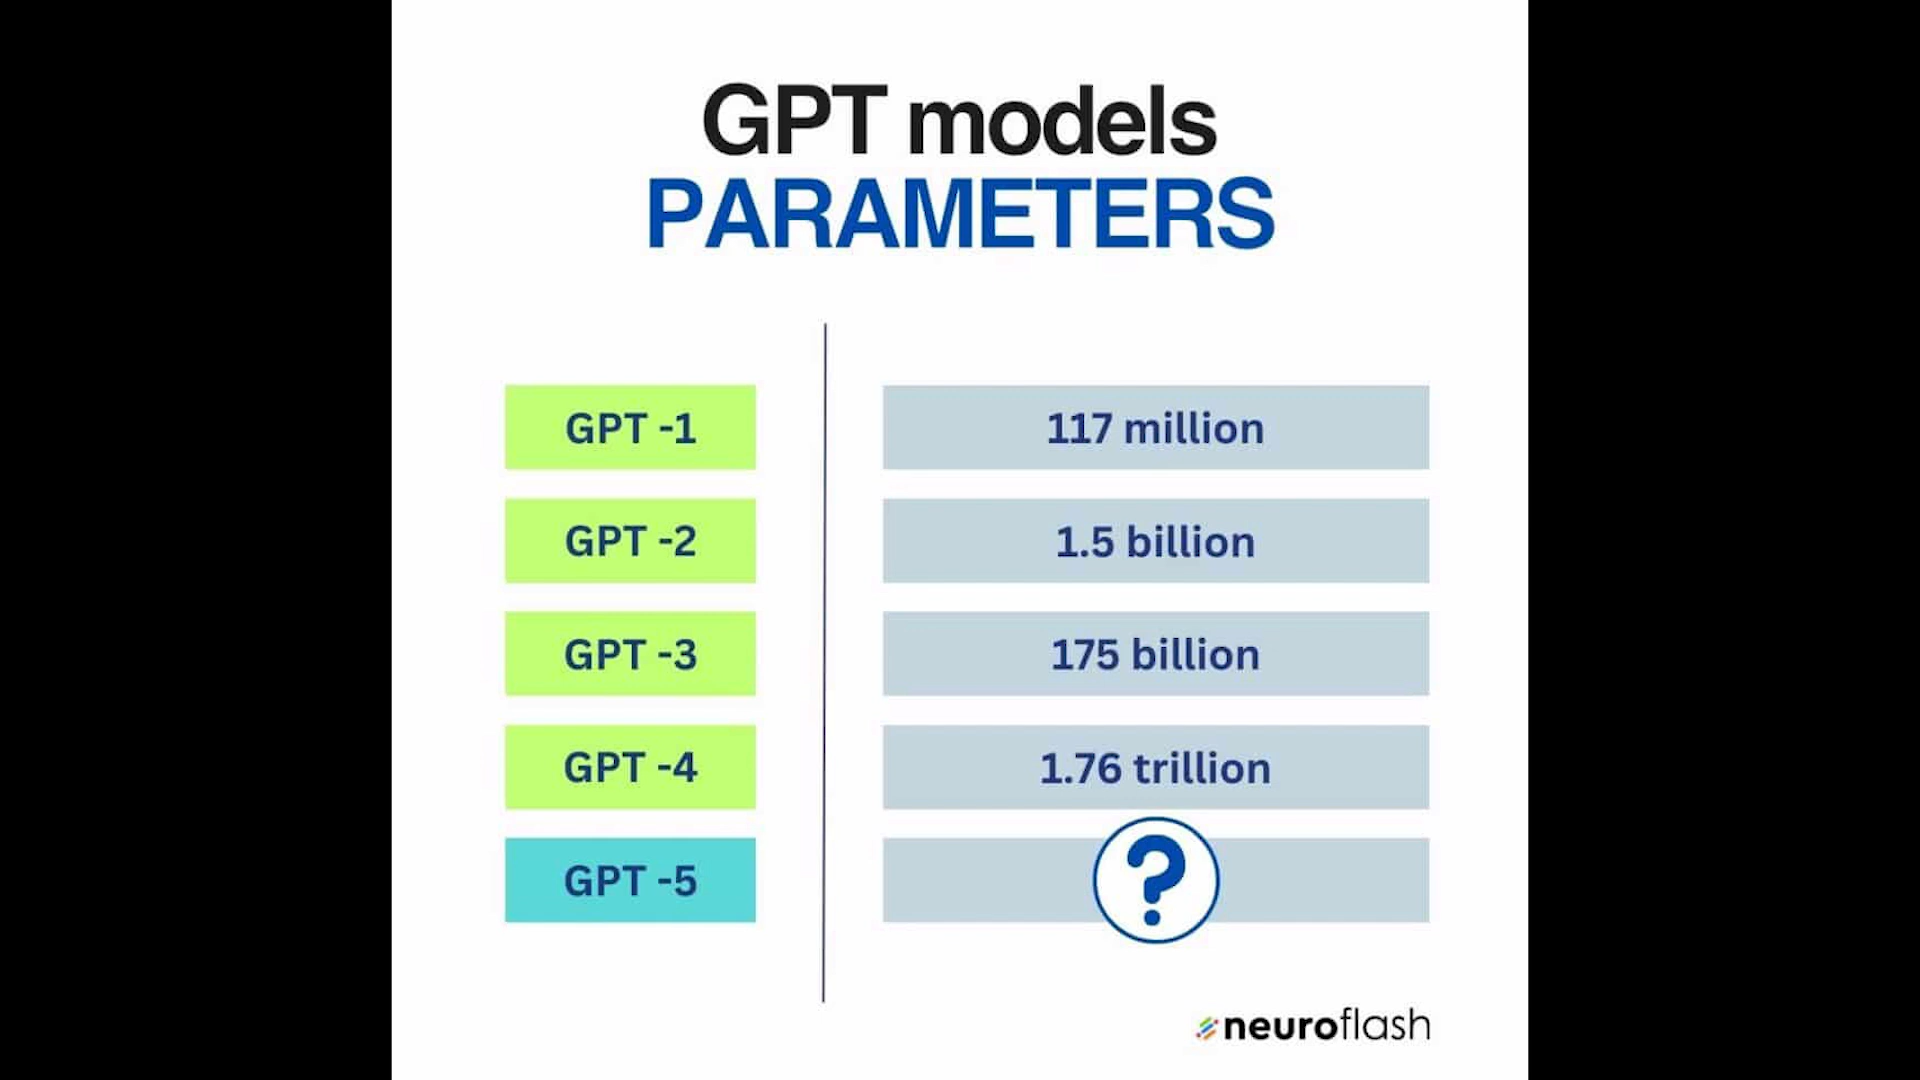 GPT models
PARAMETERS
GPT -1
117 million
GPT -2
1.5 billion
GPT -3
175 billion
GPT -4
1.76 trillion
GPT -5
?
neuroflash